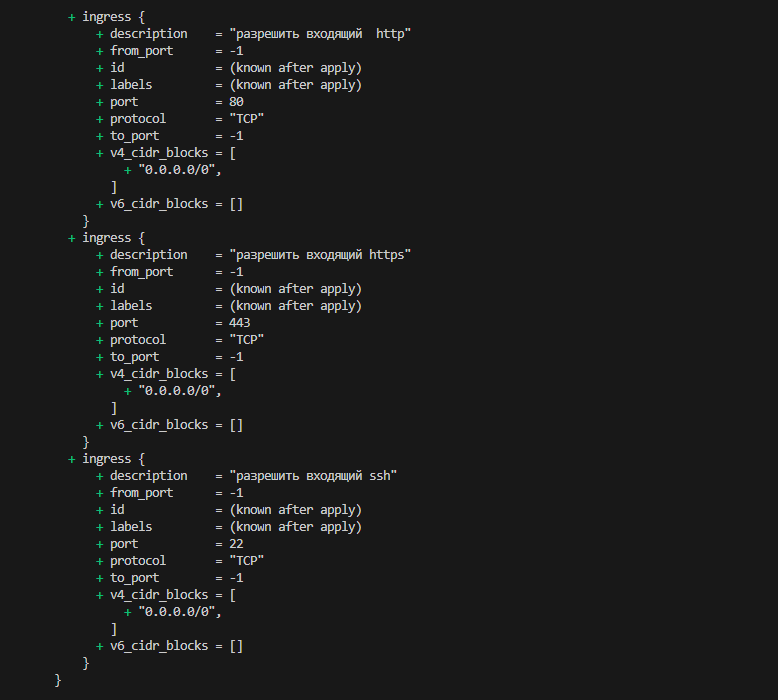 + ingress {
+ description    = "разрешить входящий  http"
+ from_port      = -1
+ id             = (known after apply)
+ labels         = (known after apply)
+ port           = 80
+ protocol       = "TCP"
+ to_port        = -1
+ v4_cidr_blocks = [
+ "0.0.0.0/0",
]
+ v6_cidr_blocks = []
}
+ ingress {
+ description    = "разрешить входящий https"
+ from_port      = -1
+ id             = (known after apply)
+ labels         = (known after apply)
+ port           = 443
+ protocol       = "TCP"
+ to_port        = -1
+ v4_cidr_blocks = [
+ "0.0.0.0/0",
]
+ v6_cidr_blocks = []
}
+ ingress {
+ description    = "разрешить входящий ssh"
+ from_port      = -1
+ id             = (known after apply)
+ labels         = (known after apply)
+ port           = 22
+ protocol       = "TCP"
+ to_port        = -1
+ v4_cidr_blocks = [
+ "0.0.0.0/0",
]
+ v6_cidr_blocks = []
}
}